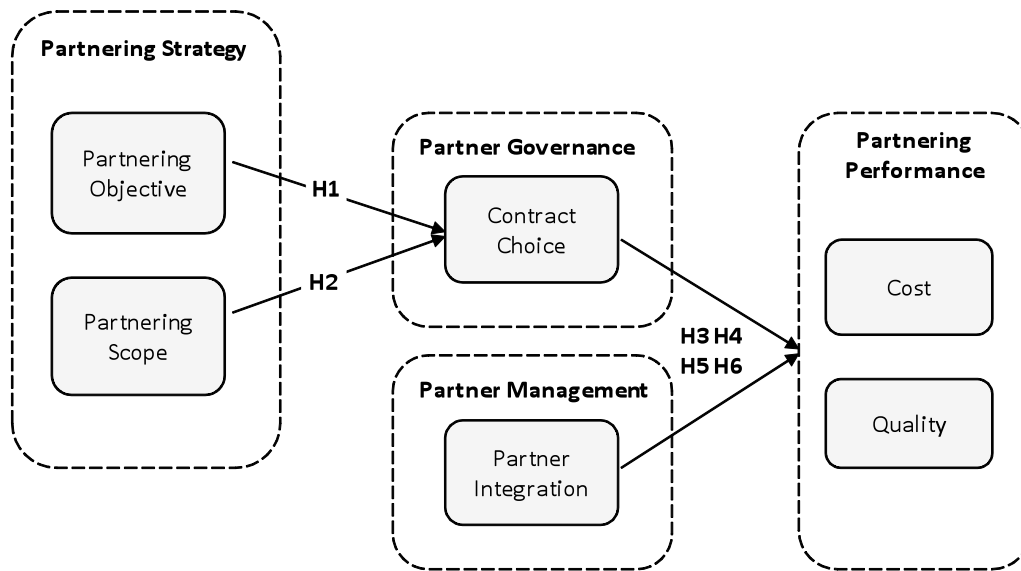 Partnering Strategy
Partnering
Objective
Partnering
Scope
H1
H2
Partner Governance
Contract
Choice
Partner Management
Partner
Integration
H3 H4
H5 H6
Partnering
Performance
Cost
Quality